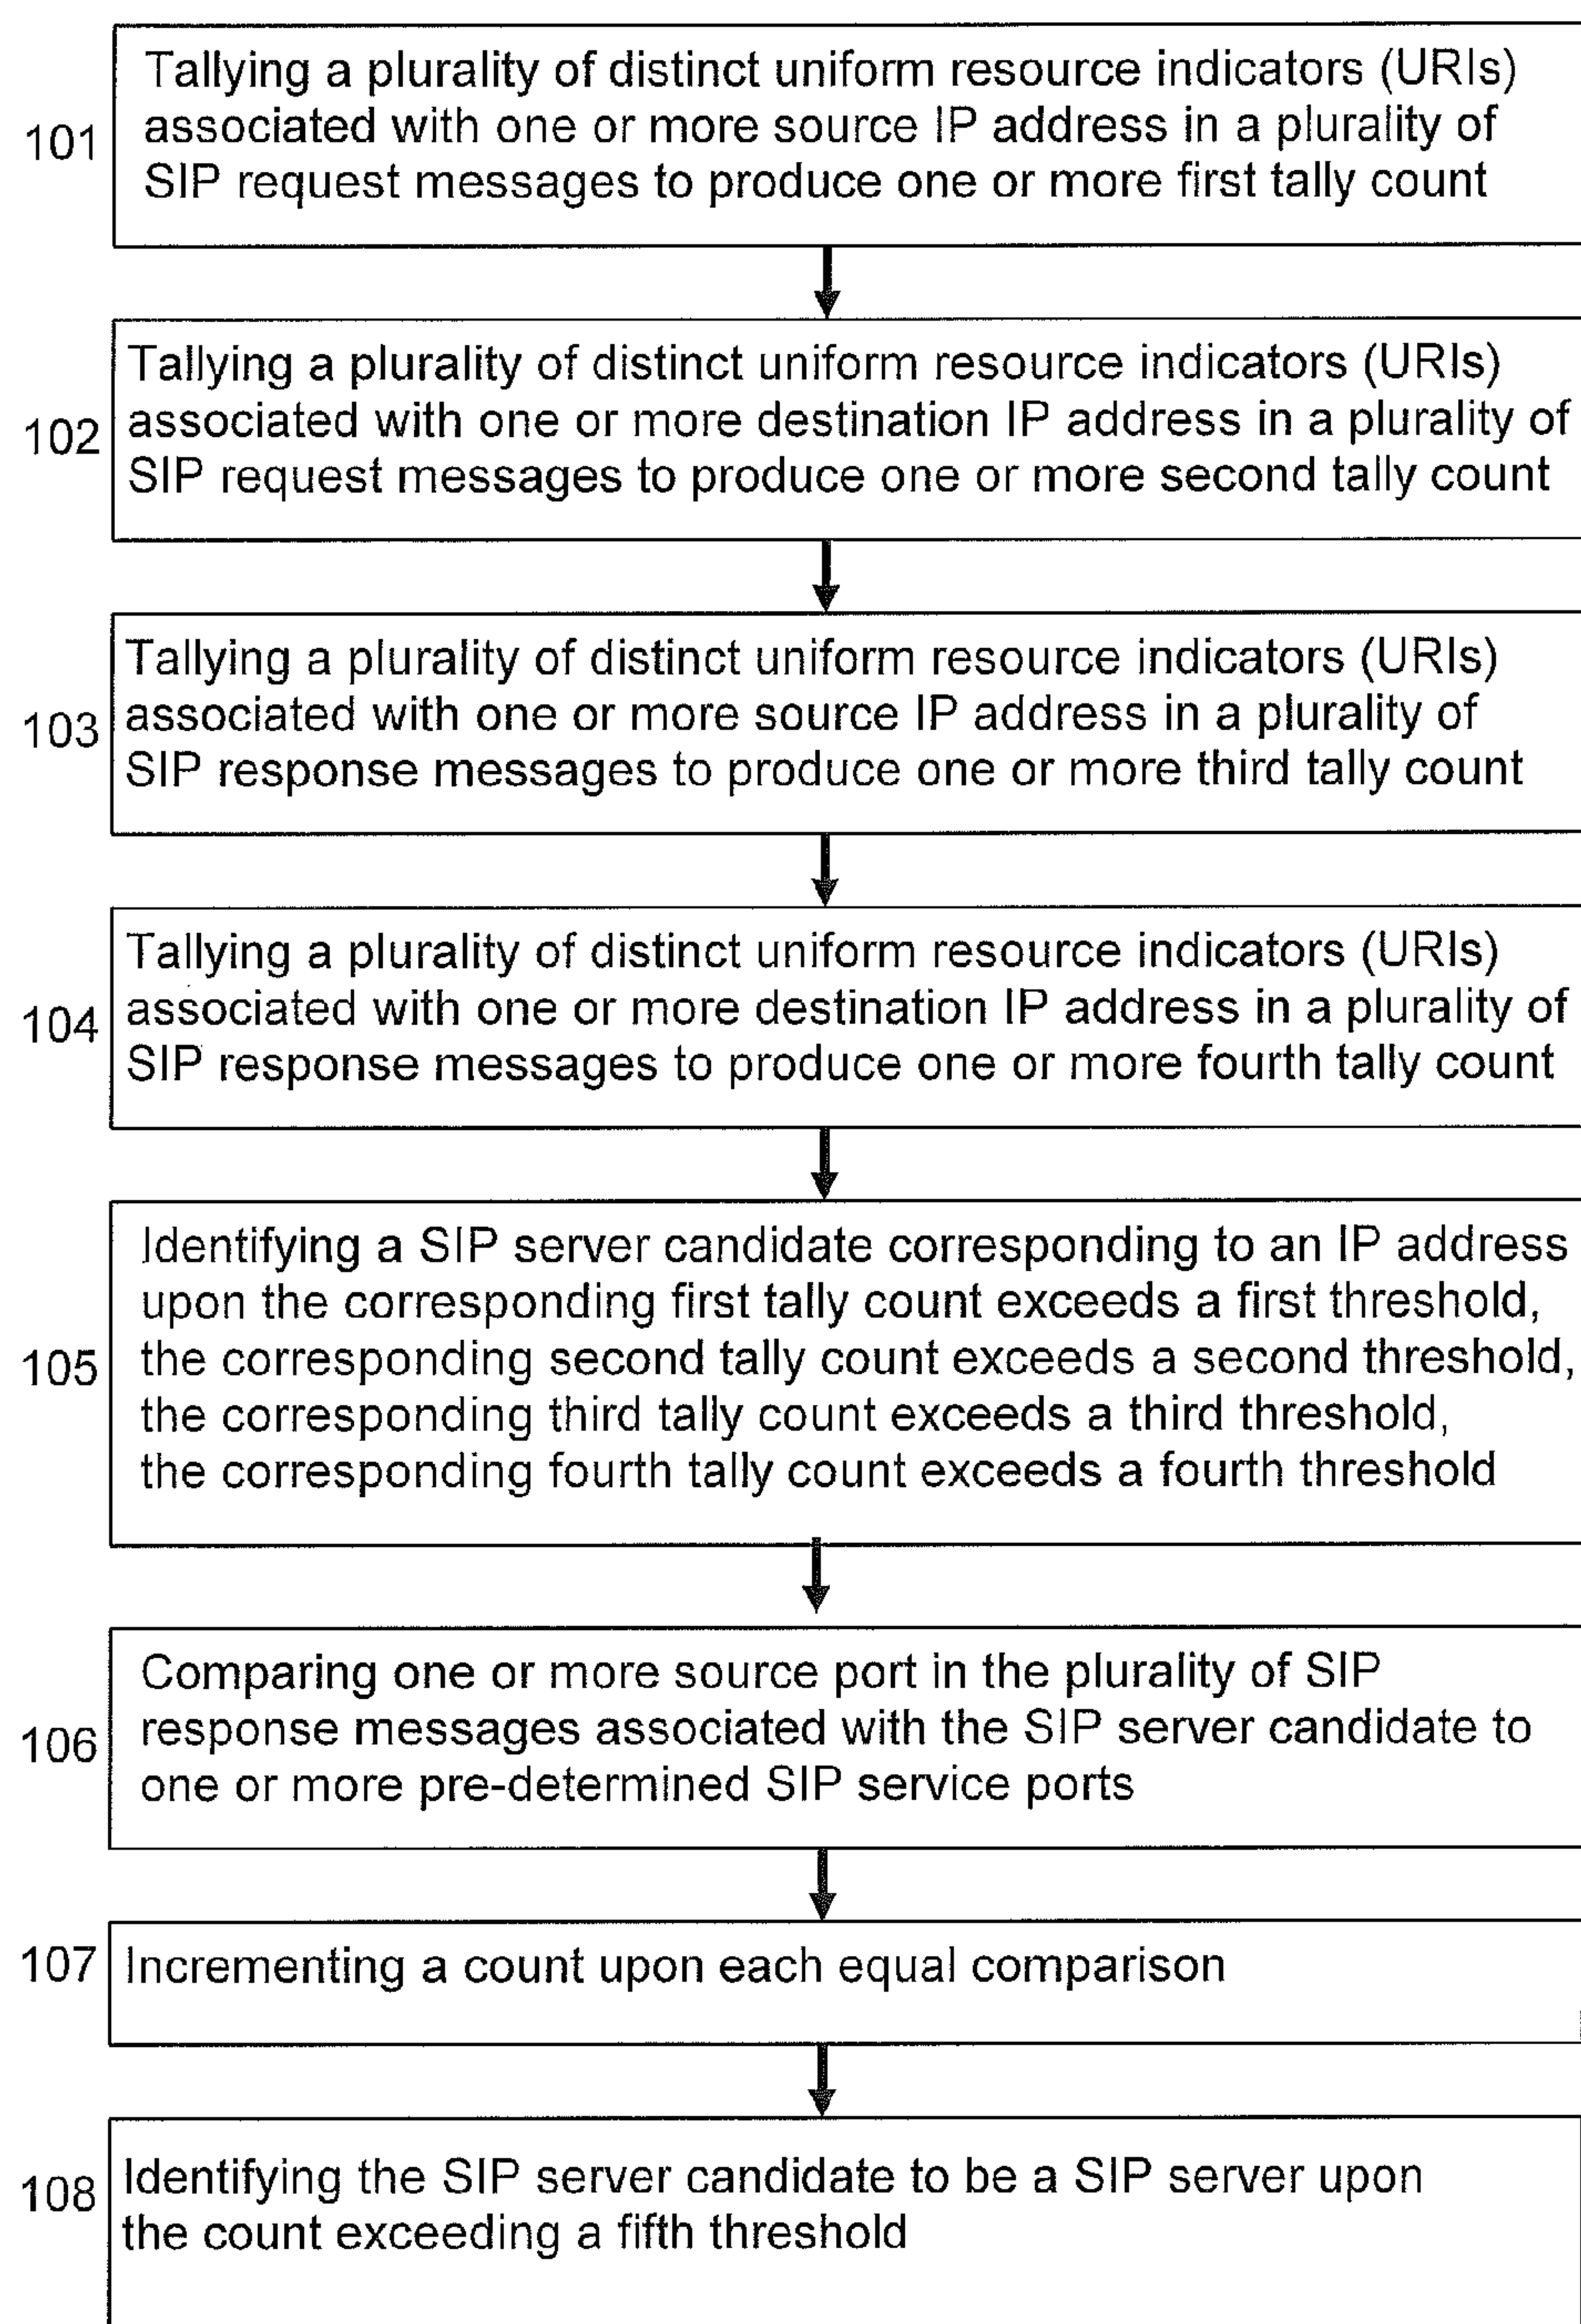 Tallying a plurality of distinct uniform resource indicators (URIs)
associated with one or more source IP address in a plurality of
SIP request messages to produce one or more first tally count
101
Tallying a plurality of distinct uniform resource indicators (URIs)
associated with one or more destination IP address in a plurality of
SIP request messages to produce one or more second tally count
102
Tallying a plurality of distinct uniform resource indicators (URIs)
associated with one or more source IP address in a plurality of
SIP response messages to produce one or more third tally count
103
Tallying a plurality of distinct uniform resource indicators (URIs)
associated with one or more destination IP address in a plurality of
SIP response messages to produce one or more fourth tally count
104
Identifying a SIP server candidate corresponding to an IP address
upon the corresponding first tally count exceeds a first threshold,
the corresponding second tally count exceeds a second threshold,
the corresponding third tally count exceeds a third threshold,
the corresponding fourth tally count exceeds a fourth threshold
105
Comparing one or more source port in the plurality of SIP
response messages associated with the SIP server candidate to
one or more pre-determined SIP service ports
106
107
Incrementing a count upon each equal comparison
108
Identifying the SIP server candidate to be a SIP server upon
the count exceeding a fifth threshold